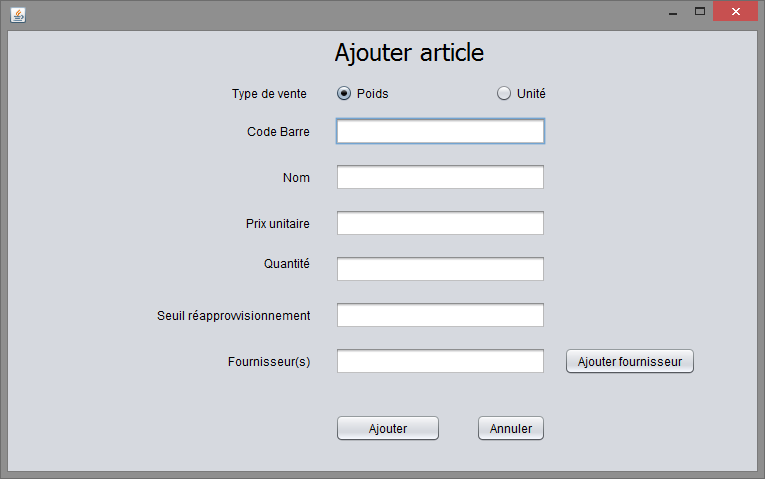 Ajouter article
Type de vente Poids Unité
Code Barre
Nom
Prix unitaire
Quantité
Seuil réapprovvisionnement
Fournisseur(s) Ajouter fournisseur
Ajouter Annuler